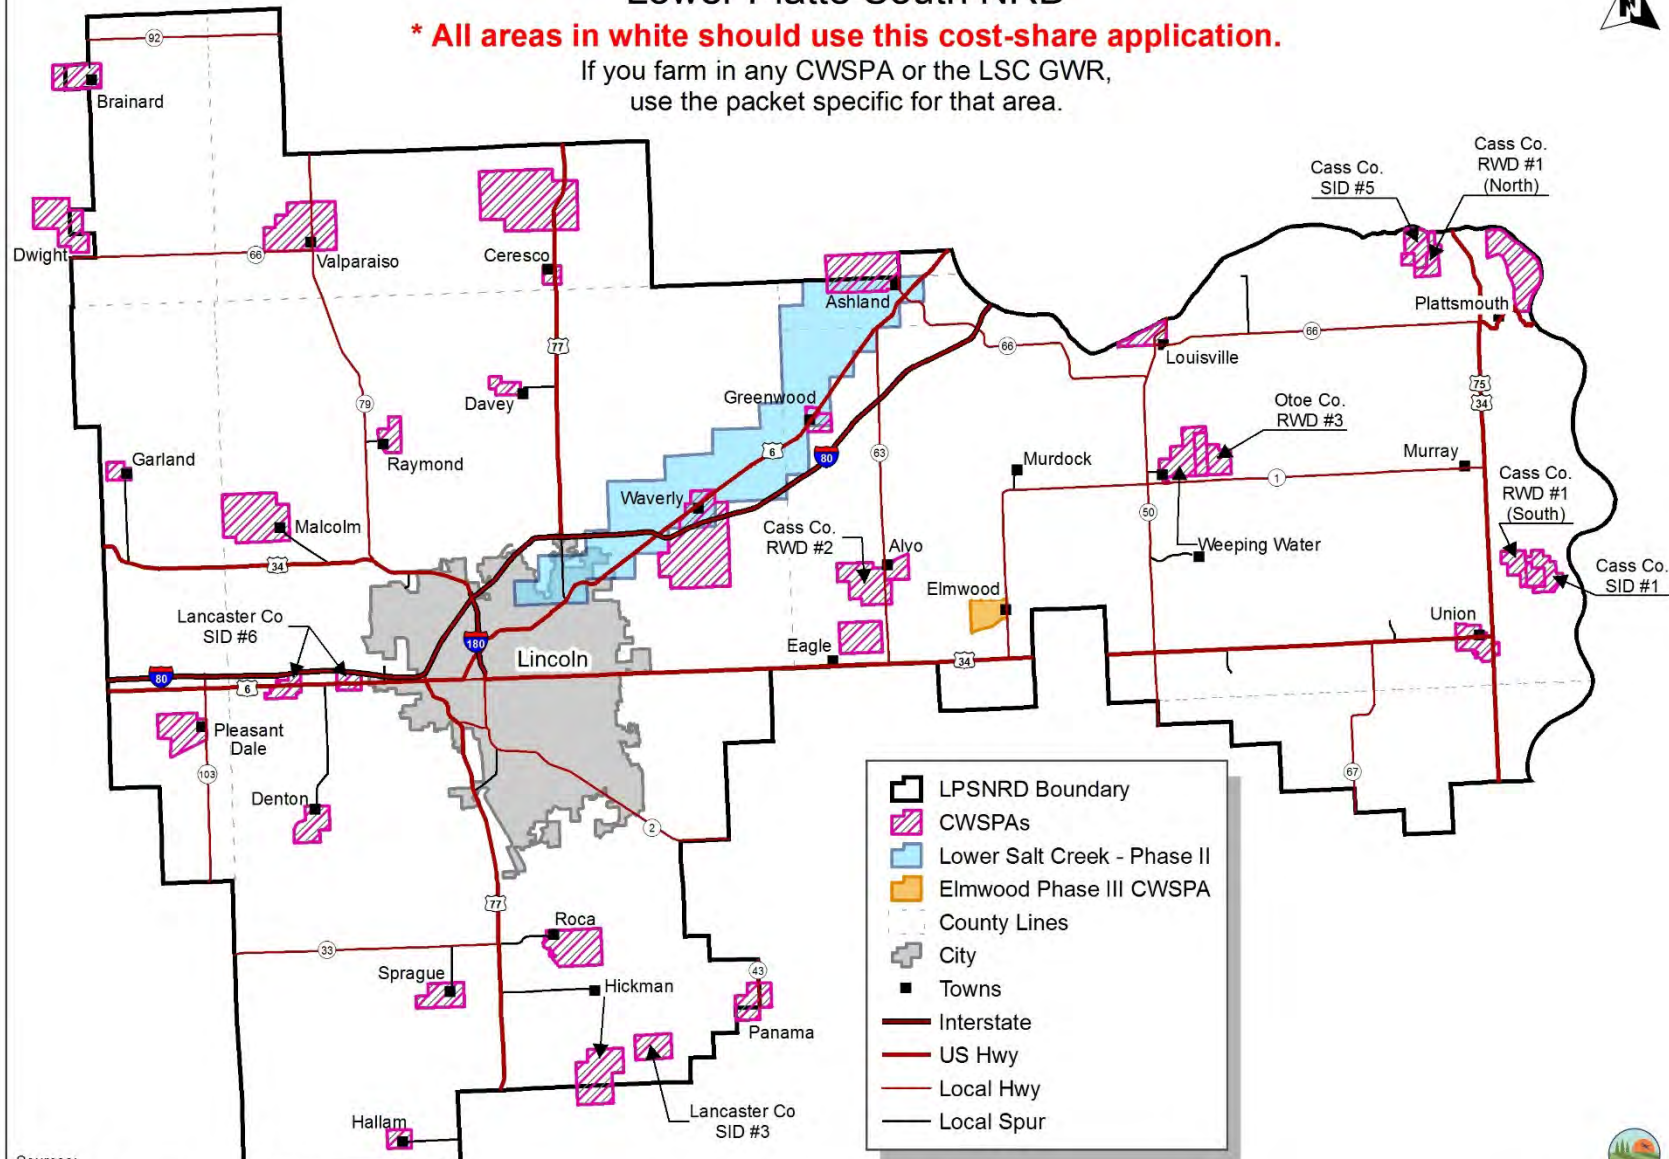 Lower Platte South NRD
* All areas in white should use this cost-share application.
If you farm in any CWSPA or the LSC GWR,
use the packet specific for that area.
N
92
Brainard
Cass Co.
SID #5
Cass Co.
RWD #1
(North)
Dwight
66
Valparaiso
Ceresco
Ashland
Plattsmouth
77
66
66
Louisville
79
Davey
Greenwood
75
34
Otoe Co.
RWD #3
Garland
Raymond
6
80
63
Murdock
Murray
1
Waverly
Cass Co.
RWD #1
(South)
Malcolm
Cass Co.
RWD #2
Alvo
50
Weeping Water
34
Cass Co.
SID #1
Elmwood
Lancaster Co
SID #6
180
Lincoln
Eagle
34
Union
80
6
Pleasant
Dale
103
Denton
67
2
LPSNRD Boundary
CWSPAs
Lower Salt Creek - Phase II
Elmwood Phase III CWSPA
County Lines
City
Towns
Interstate
US Hwy
Local Hwy
Local Spur
77
Roca
33
Sprague
Hickman
43
Panama
Lancaster Co
SID #3
Hallam
Sources: